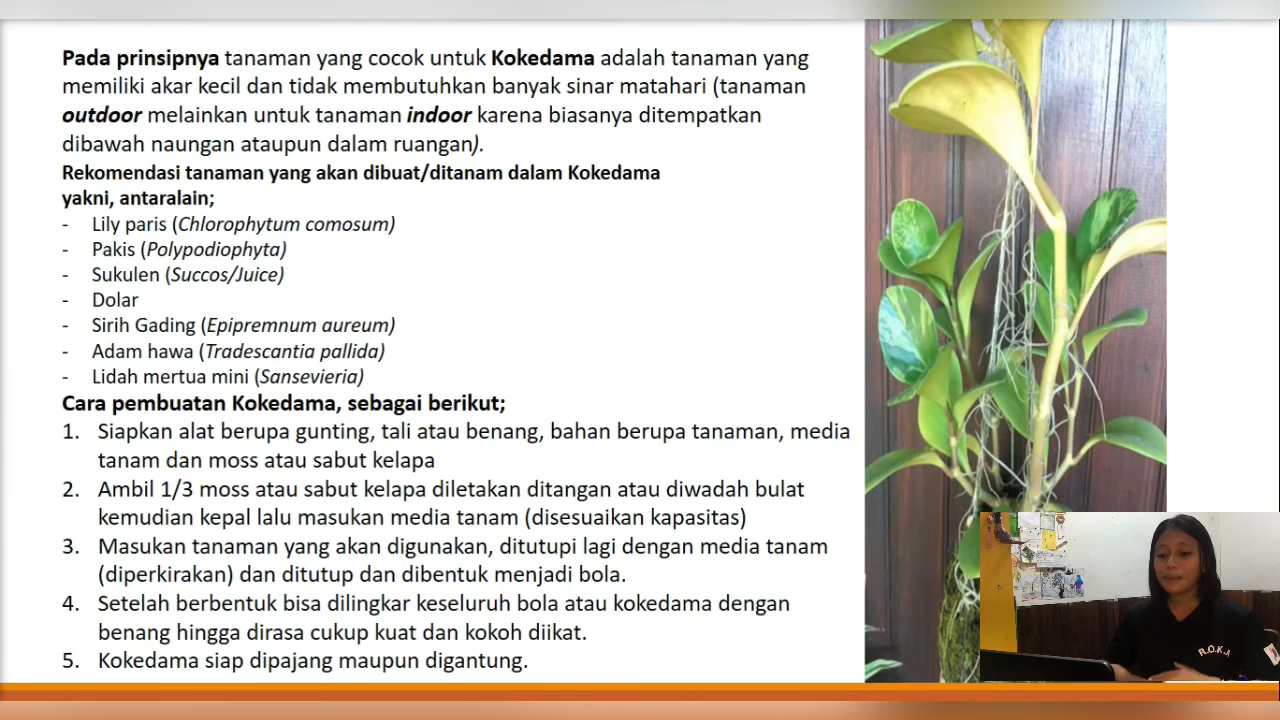 Pada prinsipnya tanaman yang cocok untuk Kokedama adalah tanaman yang
memiliki akar kecil dan tidak membutuhkan banyak sinar matahari (tanaman
outdoor melainkan untuk tanaman indoor karena biasanya ditempatkan
dibawah naungan ataupun dalam ruangan).
Rekomendasi tanaman yang akan dibuat/ditanam dalam Kokedama
yakni, antaralain;
- Lily paris (Chlorophytum comosum)
- Pakis (Polypodiophyta)
- Sukulen (Succos/Juice)
- Dolar
- Sirih Gading (Epipremnum aureum)
- Adam hawa (Tradescantia pallida)
- Lidah mertua mini (Sansevieria)
Cara pembuatan Kokedama, sebagai berikut;
1. Siapkan alat berupa gunting, tali atau benang, bahan berupa tanaman, media
tanam dan moss atau sabut kelapa
2. Ambil 1/3 moss atau sabut kelapa diletakan ditangan atau diwadah bulat
kemudian kepal lalu masukan media tanam (disesuaikan kapasitas)
3. Masukan tanaman yang akan digunakan, ditutupi lagi dengan media tanam
(diperkirakan) dan ditutup dan dibentuk menjadi bola.
4. Setelah berbentuk bisa dilingkar keseluruh bola atau kokedama dengan
benang hingga dirasa cukup kuat dan kokoh diikat.
5. Kokedama siap dipajang maupun digantung.
R.O.K.A